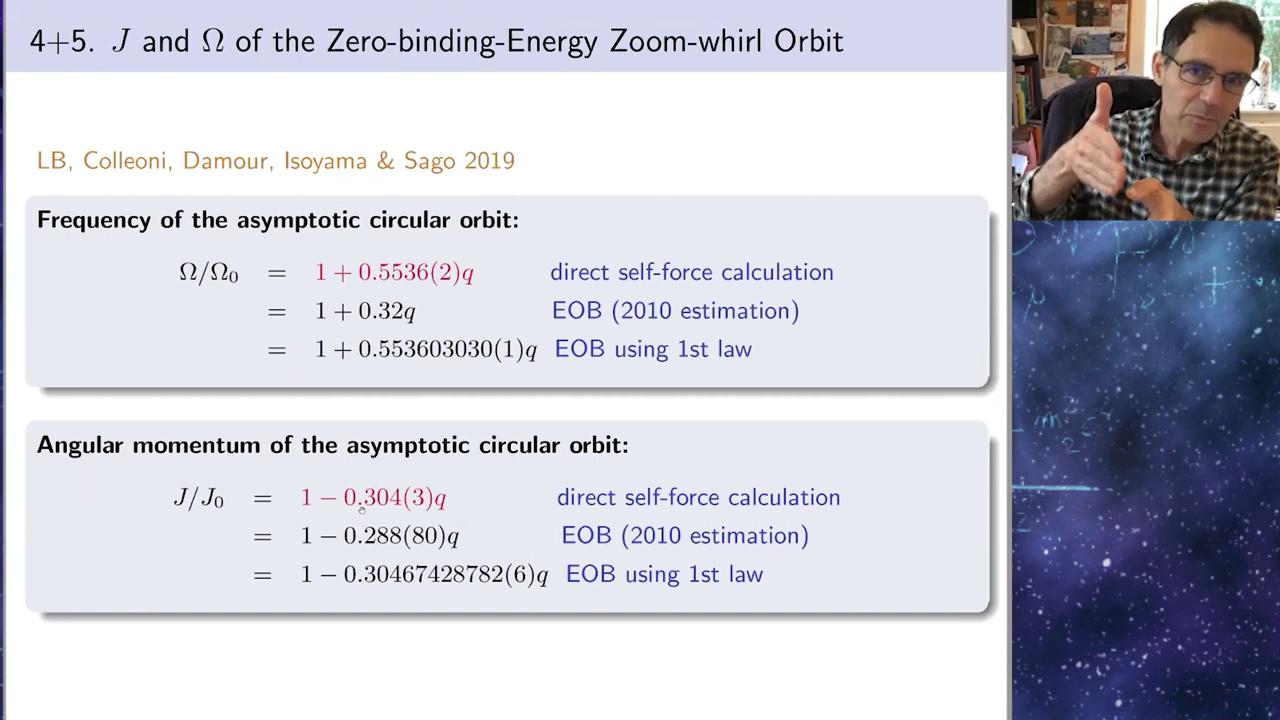 4+5. J and Ω of the Zero-binding-Energy Zoom-whirl Orbit
LB, Colleoni, Damour, Isoyama & Sago 2019
Frequency of the asymptotic circular orbit:
Ω/Ω₀ = 1 + 0.5536(2)q direct self-force calculation
= 1 + 0.32q EOB (2010 estimation)
= 1 + 0.553603030(1)q EOB using 1st law
Angular momentum of the asymptotic circular orbit:
J/J₀ = 1 − 0.304(3)q direct self-force calculation
= 1 − 0.288(80)q EOB (2010 estimation)
= 1 − 0.30467428782(6)q EOB using 1st law